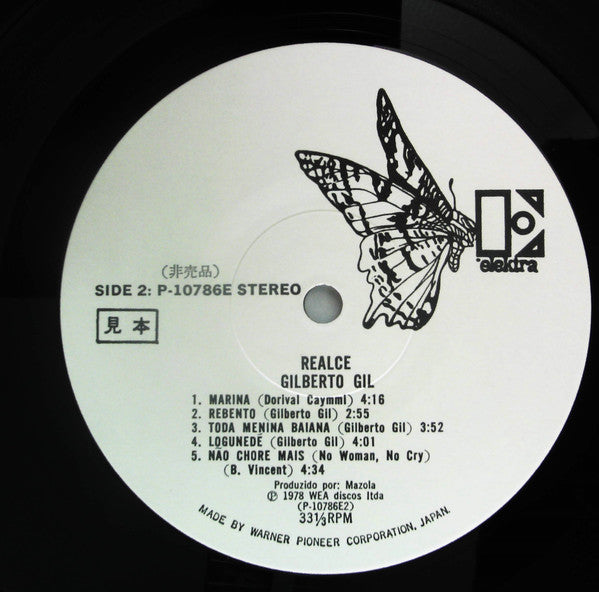 elektra
(非売品)
SIDE 2: P-10786E STEREO
見本
REALCE
GILBERTO GIL
1. MARINA (Dorival Caymmi) 4:16
2. REBENTO (Gilberto Gil) 2:55
3. TODA MENINA BAIANA (Gilberto Gil) 3:52
4. LOGUNEDÉ (Gilberto Gil) 4:01
5. NÃO CHORE MAIS (No Woman, No Cry)
(B. Vincent) 4:34
Produzido por: Mazola
Ⓟ 1978 WEA discos ltda
(P-10786E2)
33⅓RPM
MADE BY WARNER PIONEER CORPORATION, JAPAN.